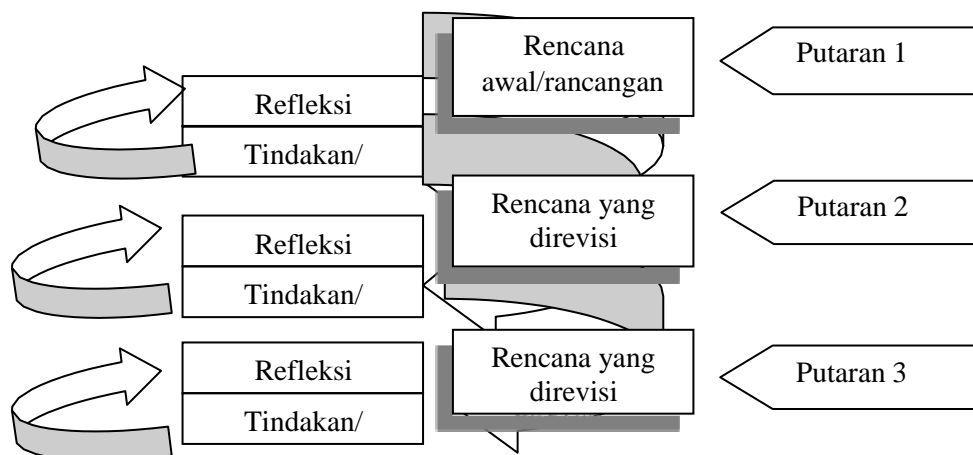 Rencana
awal/rancangan
Putaran 1
Refleksi
Tindakan/
Rencana yang
direvisi
Putaran 2
Refleksi
Tindakan/
Rencana yang
direvisi
Putaran 3
Refleksi
Tindakan/